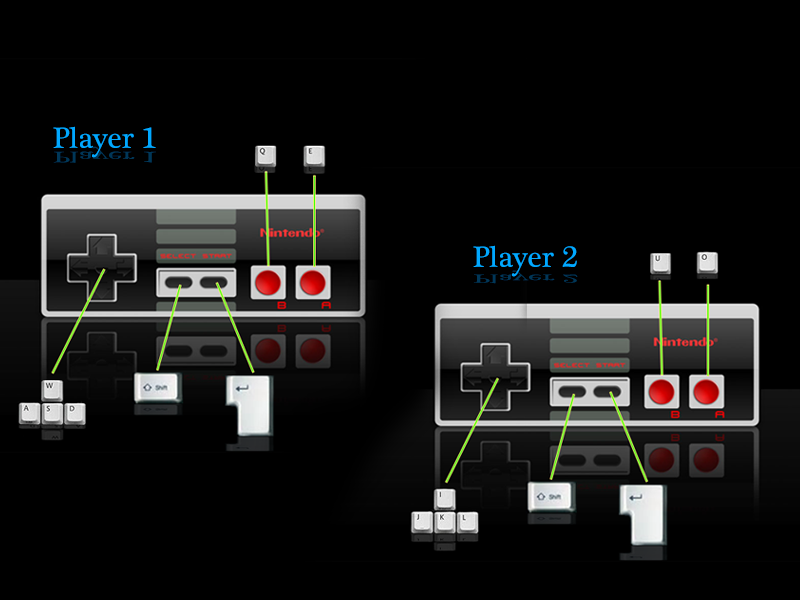 Player 1
Q
E
Nintendo®
SELECT START
B
A
W
A
S
D
Shift
Player 2
U
O
Nintendo®
SELECT START
B
A
I
J
K
L
Shift